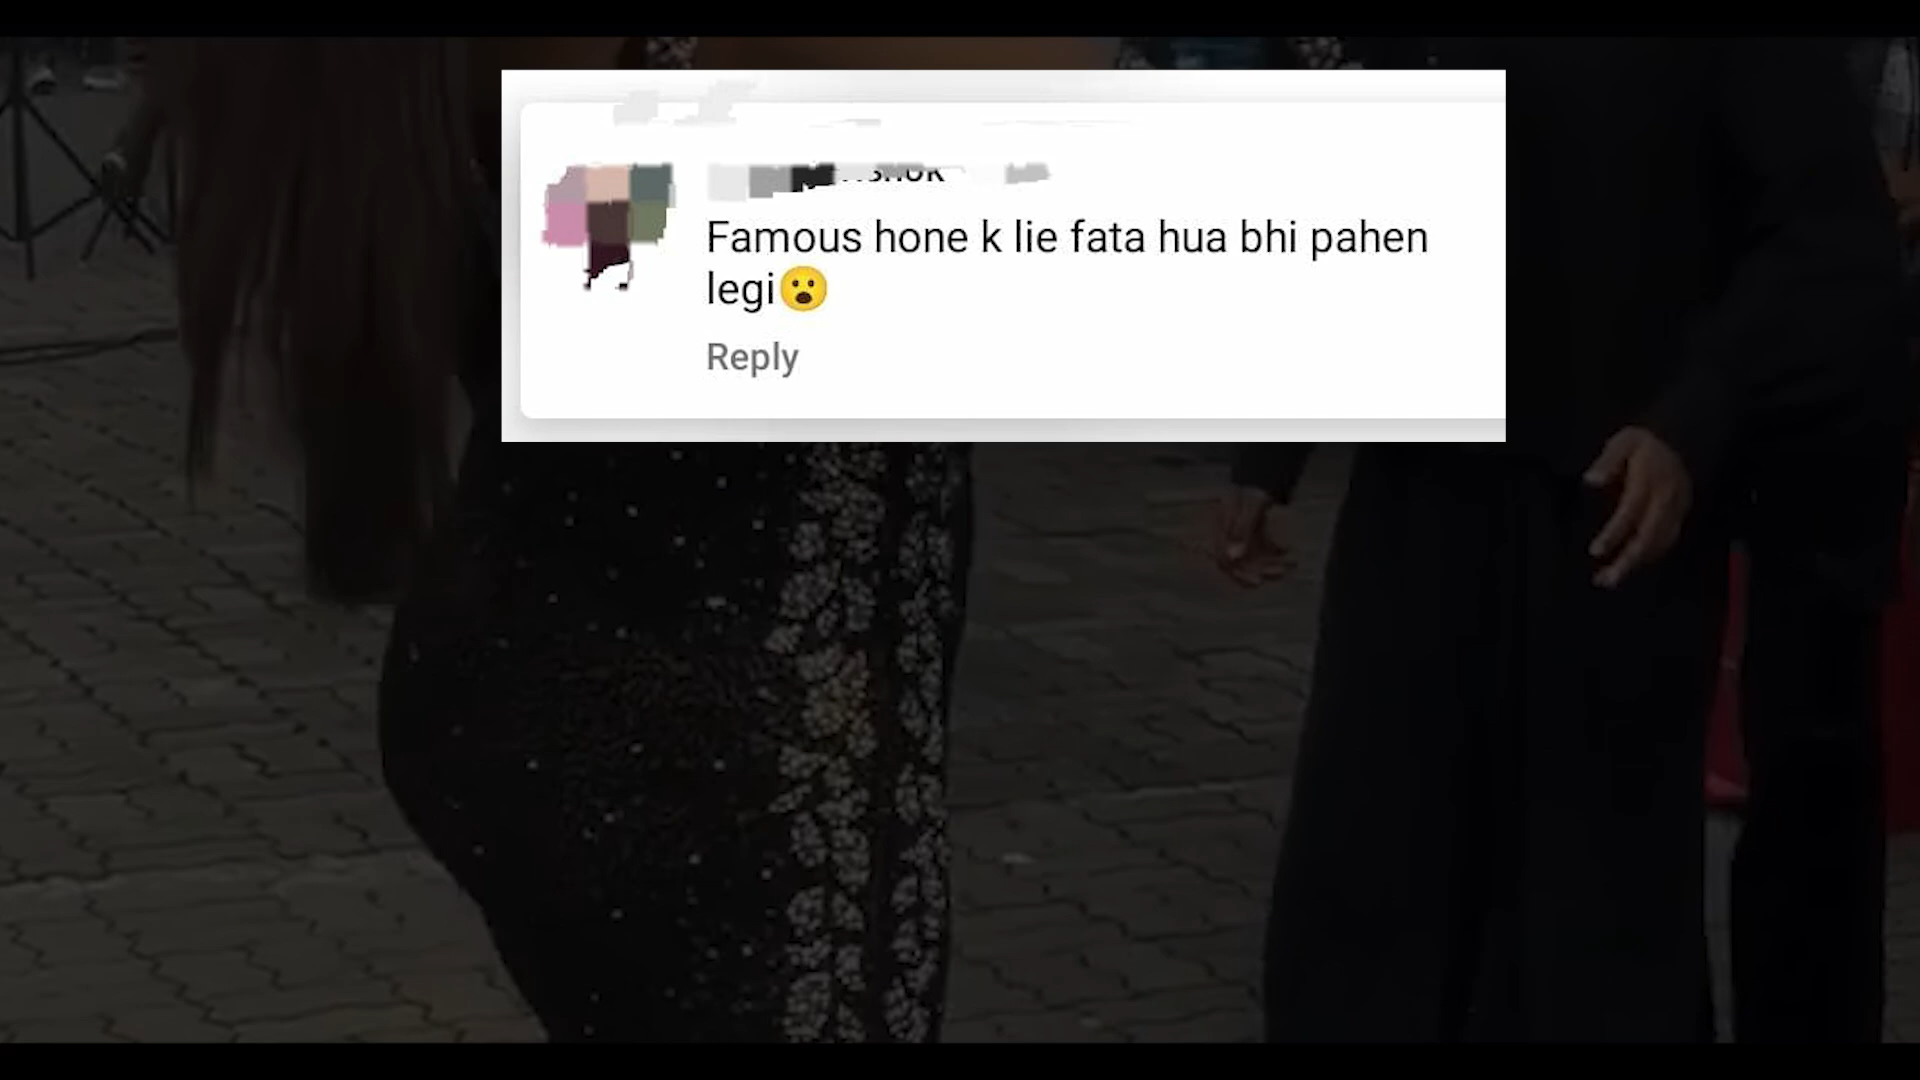 Famous hone k lie fata hua bhi pahen
legi😮
Reply